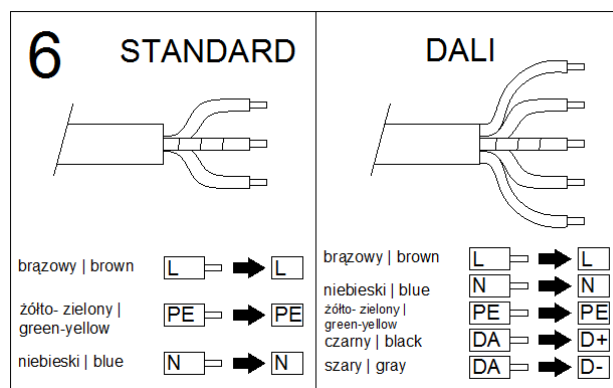 6 STANDARD
brązowy | brown L L
żółto- zielony |
green-yellow PE PE
niebieski | blue N N
DALI
brązowy | brown L L
niebieski | blue N N
żółto-zielony |
green-yellow PE PE
czarny | black DA D+
szary | gray DA D-